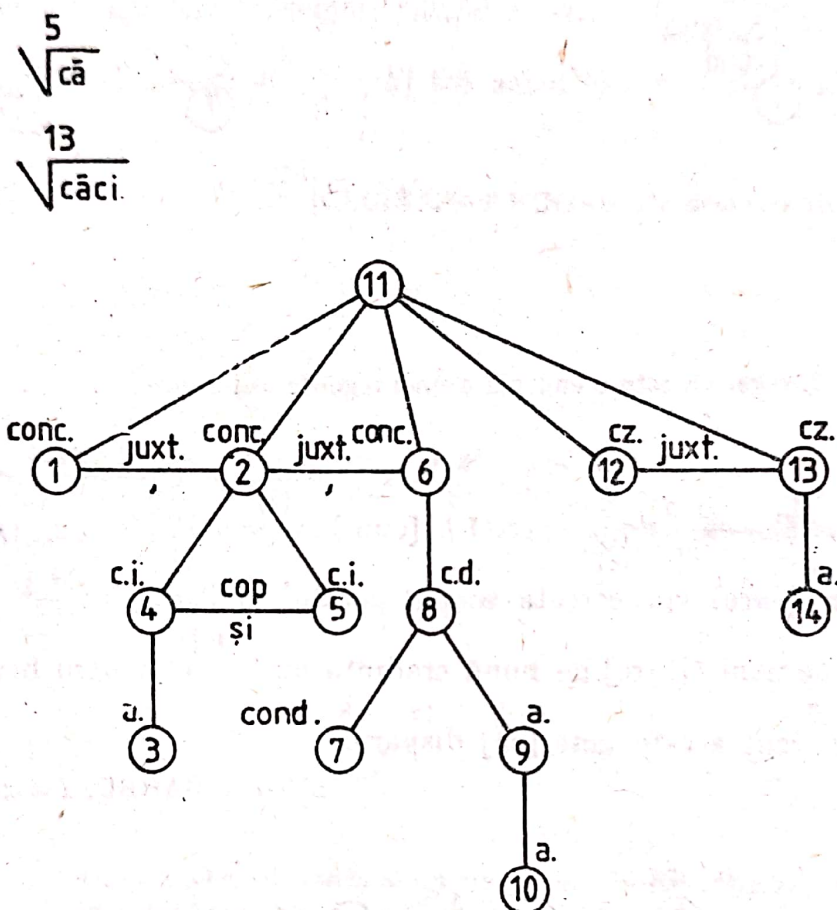 5
√cā
13
√cāci.
11
conc. conc. conc. cz. cz.
juxt. juxt. juxt.
1 , 2 , 6 12 13
c.i. cop c.i. c.d. a.
4 și 5 8 14
a. cond. a.
3 7 9
a.
10